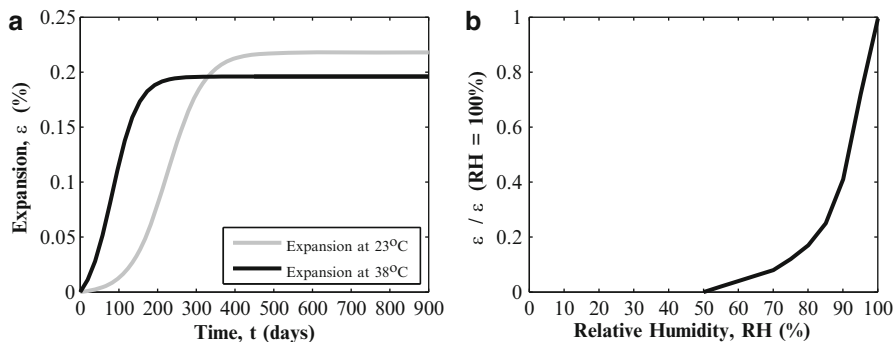 a
0.25
0.2
0.15
0.1
0.05
0
Expansion, ε (%)
Expansion at 23°C
Expansion at 38°C
0 100 200 300 400 500 600 700 800 900
Time, t (days)
b
1
0.8
0.6
0.4
0.2
0
ε / ε (RH = 100%)
0 10 20 30 40 50 60 70 80 90 100
Relative Humidity, RH (%)